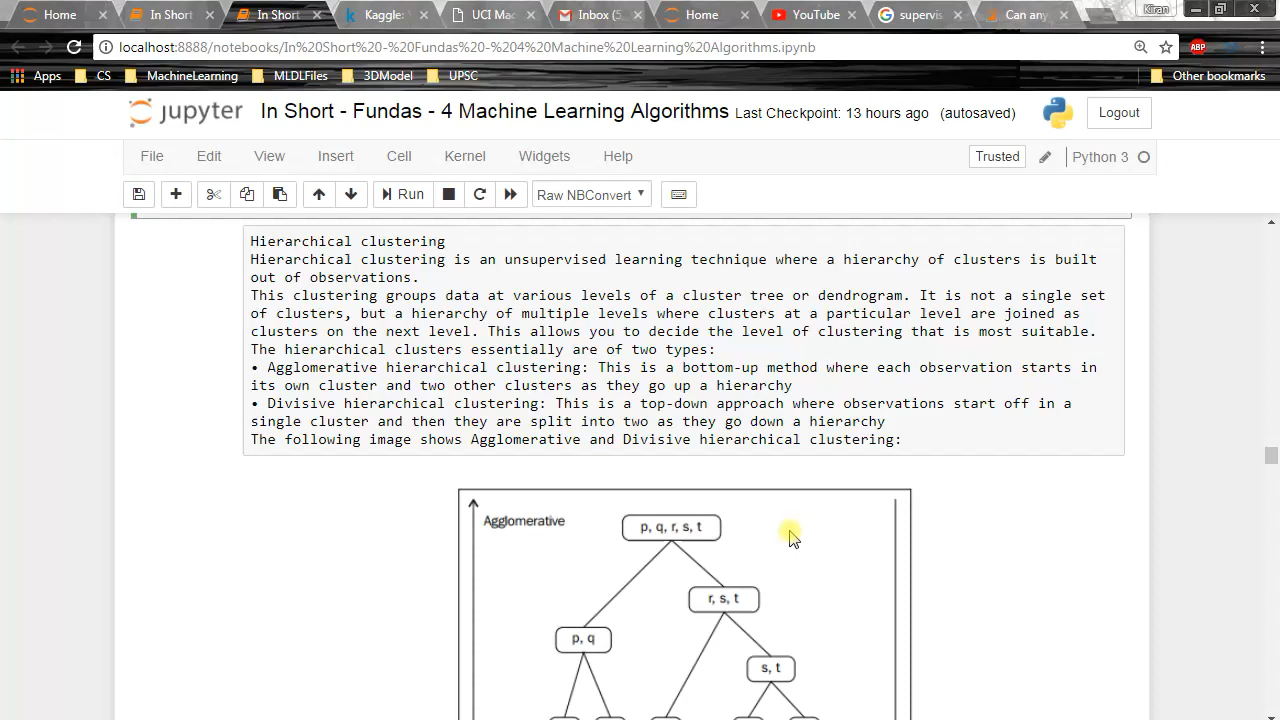 Home In Short In Short Kaggle: UCI Mac Inbox (5 Home YouTube supervi Can any Kiran
localhost:8888/notebooks/In%20Short%20-%20Fundas%20-%204%20Machine%20Learning%20Algorithms.ipynb ABP
Apps CS MachineLearning MLDLFiles 3DModel UPSC Other bookmarks
jupyter In Short - Fundas - 4 Machine Learning Algorithms Last Checkpoint: 13 hours ago (autosaved) Logout
File Edit View Insert Cell Kernel Widgets Help Trusted Python 3
Run Raw NBConvert
Hierarchical clustering
Hierarchical clustering is an unsupervised learning technique where a hierarchy of clusters is built
out of observations.
This clustering groups data at various levels of a cluster tree or dendrogram. It is not a single set
of clusters, but a hierarchy of multiple levels where clusters at a particular level are joined as
clusters on the next level. This allows you to decide the level of clustering that is most suitable.
The hierarchical clusters essentially are of two types:
• Agglomerative hierarchical clustering: This is a bottom-up method where each observation starts in
its own cluster and two other clusters as they go up a hierarchy
• Divisive hierarchical clustering: This is a top-down approach where observations start off in a
single cluster and then they are split into two as they go down a hierarchy
The following image shows Agglomerative and Divisive hierarchical clustering:
Agglomerative
p, q, r, s, t
r, s, t
p, q
s, t